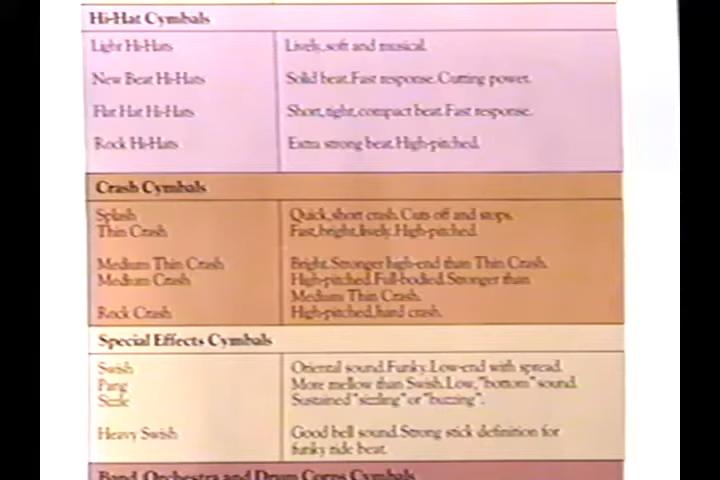 Hi-Hat Cymbals
Light Hi-Hats Lively, soft and musical.
New Beat Hi-Hats Solid beat. Fast response. Cutting power.
Flat Hat Hi-Hats Short, tight, compact beat. Fast response.
Rock Hi-Hats Extra strong beat. High-pitched.
Crash Cymbals
Splash Quick, short crash. Cuts off and stops.
Thin Crash Fast, bright, lively. High-pitched.
Medium Thin Crash Bright. Stronger high-end than Thin Crash.
Medium Crash High-pitched. Full-bodied. Stronger than
Medium Thin Crash.
Rock Crash High-pitched, hard crash.
Special Effects Cymbals
Swish Oriental sound. Funky. Low-end with spread.
Pang More mellow than Swish. Low, "bottom" sound.
Sizzle Sustained "sizzling" or "buzzing".
Heavy Swish Good bell sound. Strong stick definition for
funky ride beat.
Band, Orchestra and Drum Corps Cymbals